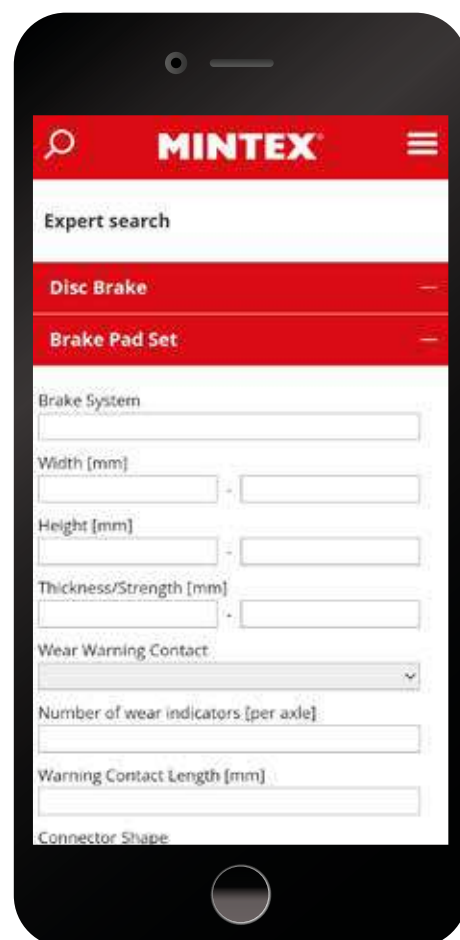 MINTEX®
Expert search
Disc Brake
Brake Pad Set
Brake System
Width [mm]
-
Height [mm]
-
Thickness/Strength [mm]
-
Wear Warning Contact
Number of wear indicators [per axle]
Warning Contact Length [mm]
Connector Shape